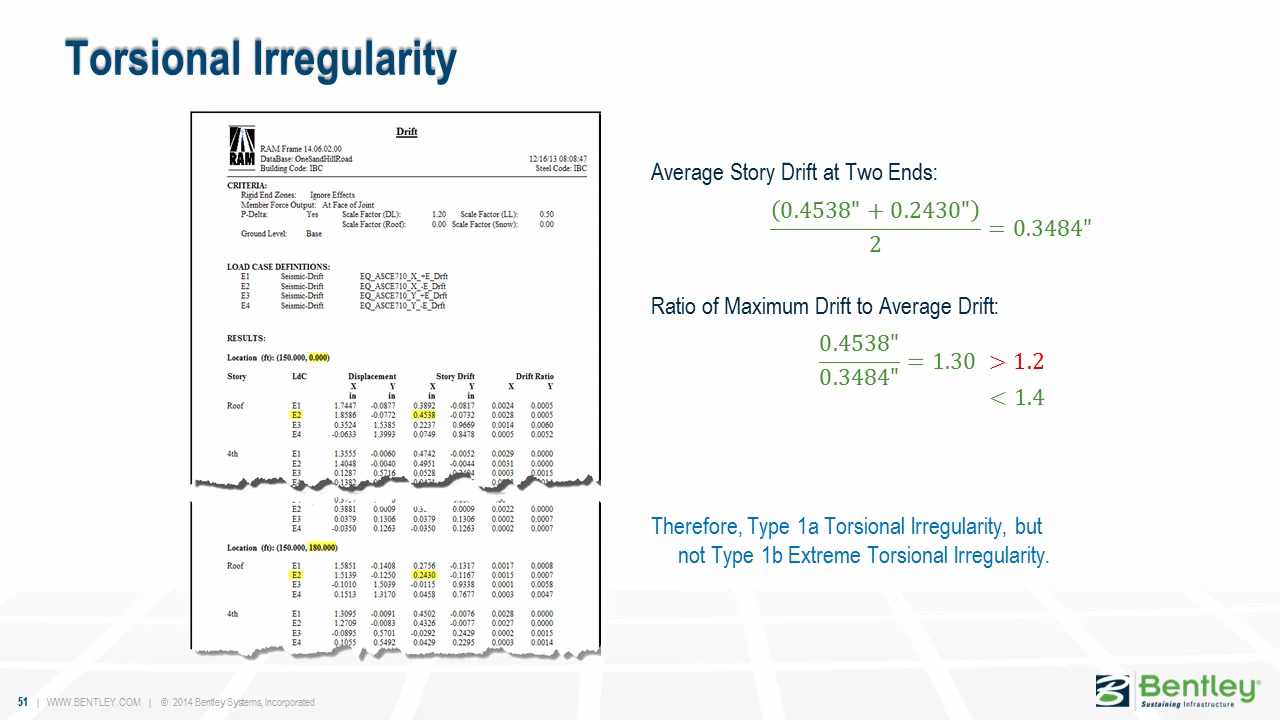 Torsional Irregularity
Drift
RAM
RAM Frame 14.06.02.00
DataBase: OneSandHillRoad 12/16/13 08:08:47
Building Code: IBC Steel Code: IBC
CRITERIA:
Rigid End Zones: Ignore Effects
Member Force Output: At Face of Joint
P-Delta: Yes Scale Factor (DL): 1.20 Scale Factor (LL): 0.50
Scale Factor (Roof): 0.00 Scale Factor (Snow): 0.00
Ground Level: Base
LOAD CASE DEFINITIONS:
E1 Seismic-Drift EQ_ASCE710_X_+E_Drft
E2 Seismic-Drift EQ_ASCE710_X_-E_Drft
E3 Seismic-Drift EQ_ASCE710_Y_+E_Drft
E4 Seismic-Drift EQ_ASCE710_Y_-E_Drft
RESULTS:
Location (ft): (150.000, 0.000)
Story LdC Displacement Story Drift Drift Ratio
X Y X Y X Y
in in in in
Roof E1 1.7447 -0.0877 0.3892 -0.0817 0.0024 0.0005
E2 1.8586 -0.0772 0.4538 -0.0732 0.0028 0.0005
E3 0.3524 1.5385 0.2237 0.9669 0.0014 0.0060
E4 -0.0633 1.3993 0.0749 0.8478 0.0005 0.0052
4th E1 1.3555 -0.0060 0.4742 -0.0052 0.0029 0.0000
E2 1.4048 -0.0040 0.4951 -0.0044 0.0031 0.0000
E3 0.1287 0.5716 0.0528 0.0003 0.0015
0.1382
E2 0.3881 0.0009 0.0009 0.0022 0.0000
E3 0.0379 0.1306 0.0379 0.1306 0.0002 0.0007
E4 -0.0350 0.1263 -0.0350 0.1263 0.0002 0.0007
Location (ft): (150.000, 180.000)
Roof E1 1.5851 -0.1408 0.2756 -0.1317 0.0017 0.0008
E2 1.5139 -0.1250 0.2430 -0.1167 0.0015 0.0007
E3 -0.1010 1.5039 -0.0115 0.9338 0.0001 0.0058
E4 0.1513 1.3170 0.0458 0.7677 0.0003 0.0047
4th E1 1.3095 -0.0091 0.4502 -0.0076 0.0028 0.0000
E2 1.2709 -0.0083 0.4326 -0.0077 0.0027 0.0000
E3 -0.0895 0.5701 -0.0292 0.2429 0.0002 0.0015
E4 0.1055 0.5492 0.0429 0.2295 0.0003 0.0014
Average Story Drift at Two Ends:
(0.4538" + 0.2430")
2
= 0.3484"
Ratio of Maximum Drift to Average Drift:
0.4538"
0.3484"
= 1.30 > 1.2
< 1.4
Therefore, Type 1a Torsional Irregularity, but
not Type 1b Extreme Torsional Irregularity.
51 | WWW.BENTLEY.COM | © 2014 Bentley Systems, Incorporated
Bentley®
Sustaining Infrastructure